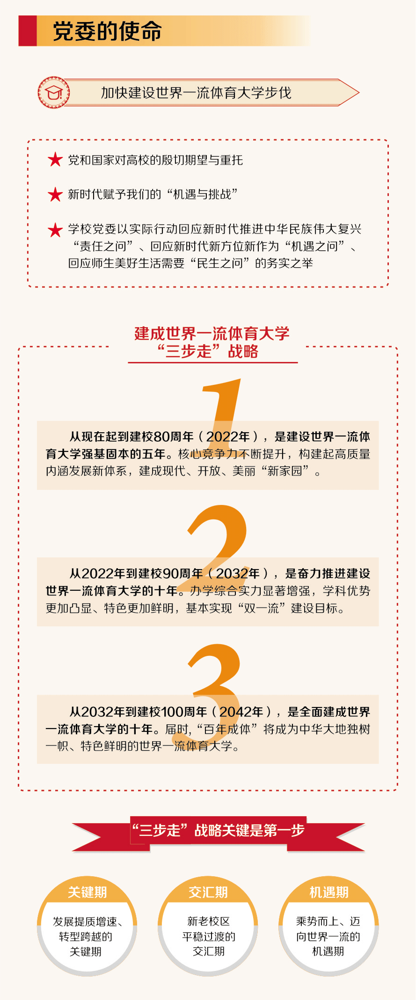 党委的使命
加快建设世界一流体育大学步伐
党和国家对高校的殷切期望与重托
新时代赋予我们的“机遇与挑战”
学校党委以实际行动回应新时代推进中华民族伟大复兴
“责任之问”、回应新时代新方位新作为“机遇之问”、
回应师生美好生活需要“民生之问”的务实之举
建成世界一流体育大学
“三步走”战略
1
从现在起到建校80周年（2022年），是建设世界一流体
育大学强基固本的五年。核心竞争力不断提升，构建起高质量
内涵发展新体系，建成现代、开放、美丽“新家园”。
2
从2022年到建校90周年（2032年），是奋力推进建设
世界一流体育大学的十年。办学综合实力显著增强，学科优势
更加凸显、特色更加鲜明，基本实现“双一流”建设目标。
3
从2032年到建校100周年（2042年），是全面建成世界
一流体育大学的十年。届时,“百年成体”将成为中华大地独树
一帜、特色鲜明的世界一流体育大学。
“三步走”战略关键是第一步
关键期
发展提质增速、
转型跨越的
关键期
交汇期
新老校区
平稳过渡的
交汇期
机遇期
乘势而上、迈
向世界一流的
机遇期